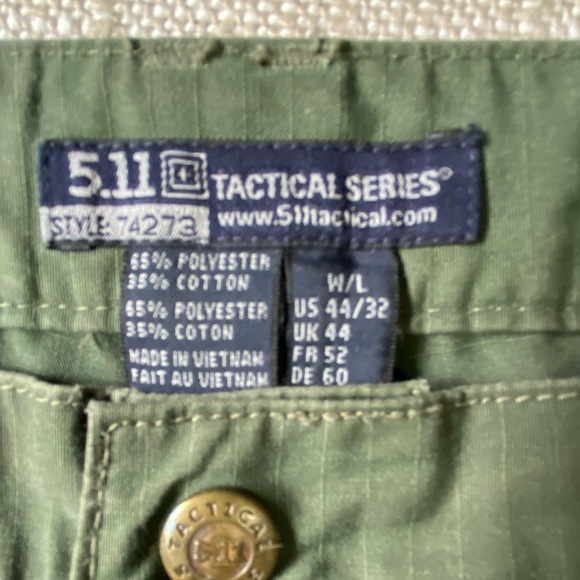 5.11 TACTICAL SERIES®
STYLE: 74273 www.511tactical.com
65% POLYESTER
35% COTTON
65% POLYESTER
35% COTON
MADE IN VIETNAM
FAIT AU VIETNAM
W/L
US 44/32
UK 44
FR 52
DE 60
TACTICAL
5.11